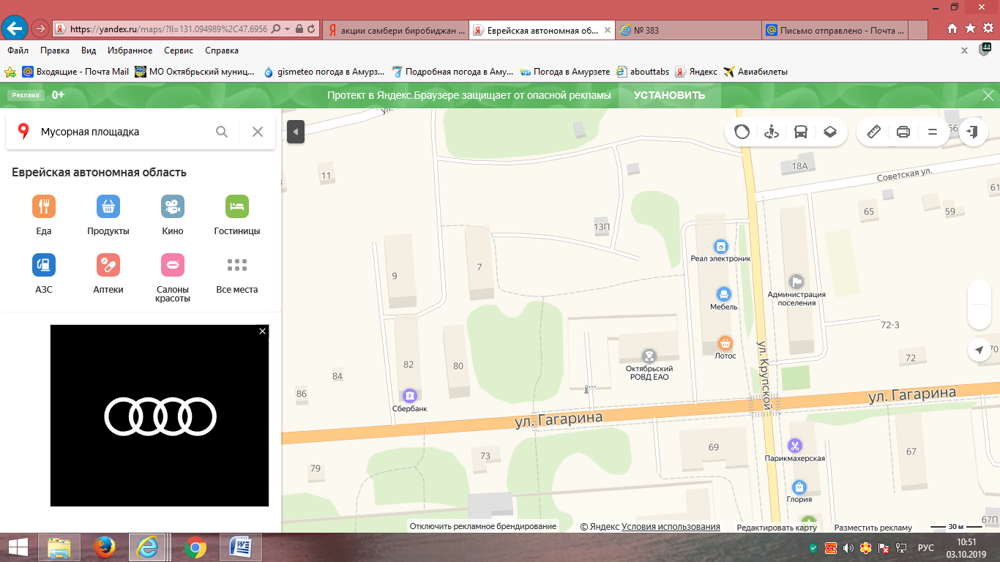 https://yandex.ru/maps/?ll=131.094989%2C47.6956
акции самбери биробиджан ...
Еврейская автономная об...
№ 383
Письмо отправлено - Почта ...
Файл Правка Вид Избранное Сервис Справка
44
Входящие - Почта Mail
МО Октябрьский муниц...
gismeteo погода в Амурз...
Подробная погода в Аму...
Погода в Амурзете
abouttabs
Яндекс
Авиабилеты
Реклама 0+ Протект в Яндекс.Браузере защищает от опасной рекламы УСТАНОВИТЬ
Мусорная площадка
Еврейская автономная область
Еда Продукты Кино Гостиницы
АЗС Аптеки Салоны красоты Все места
ул.
56
18А
Советская ул.
11
61
65
59
13П
Реал электроник
7
9
Администрация
поселения
Мебель
72-3
Лотос
70
72
82
80
84
86
Октябрьский
РОВД ЕАО
Сбербанк
ул. Крупской
ул. Гагарина
ул. Гагарина
69
67
73
79
Парикмахерская
Глория
67П
Отключить рекламное брендирование
© Яндекс Условия использования
Редактировать карту
Разместить рекламу
30 м
РУС
10:51
03.10.2019